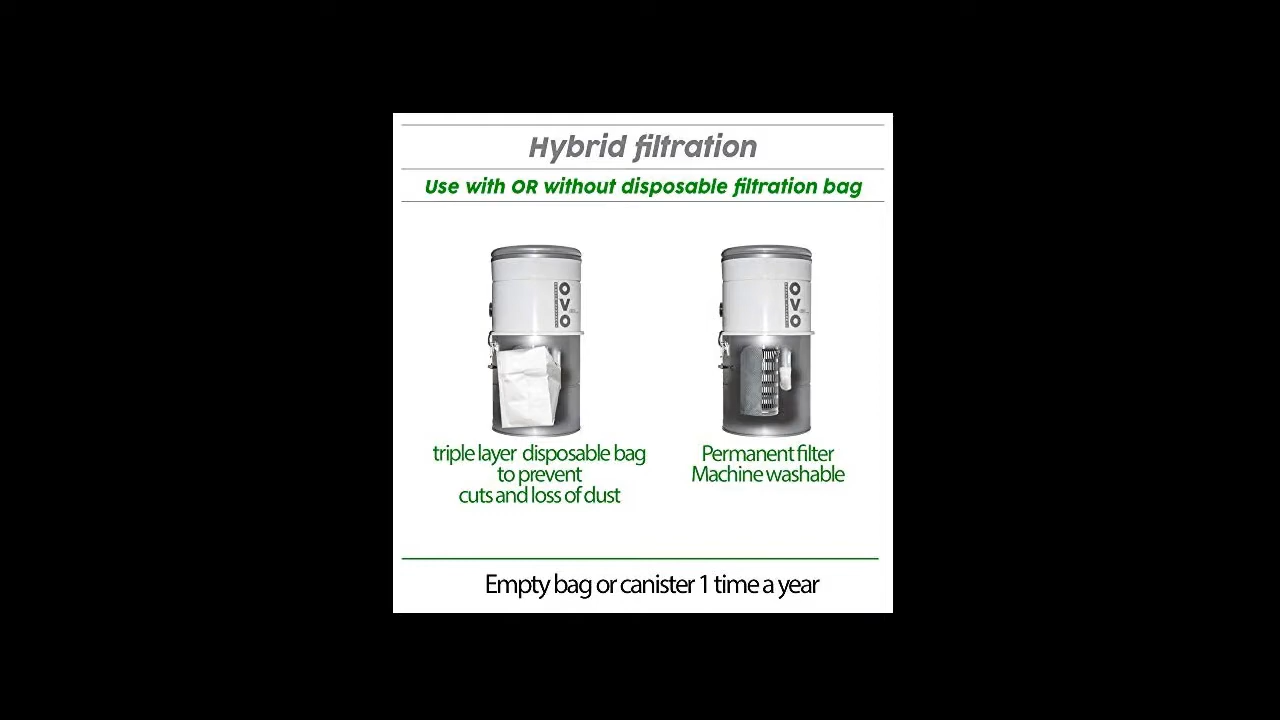 Hybrid filtration
Use with OR without disposable filtration bag
OVO
OVO
triple layer disposable bag
to prevent
cuts and loss of dust
Permanent filter
Machine washable
Empty bag or canister 1 time a year